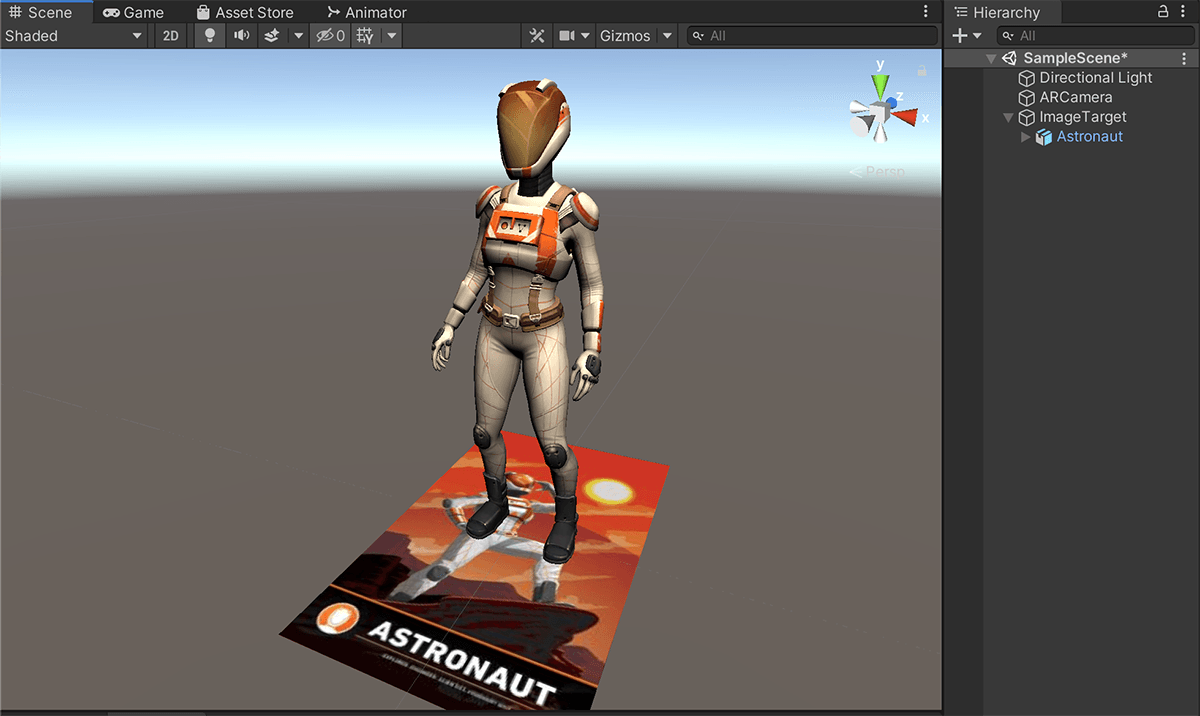 Scene Game Asset Store Animator
Shaded 2D 0 Gizmos All
y
z
x
Persp
ASTRONAUT
Hierarchy
All
SampleScene*
Directional Light
ARCamera
ImageTarget
Astronaut